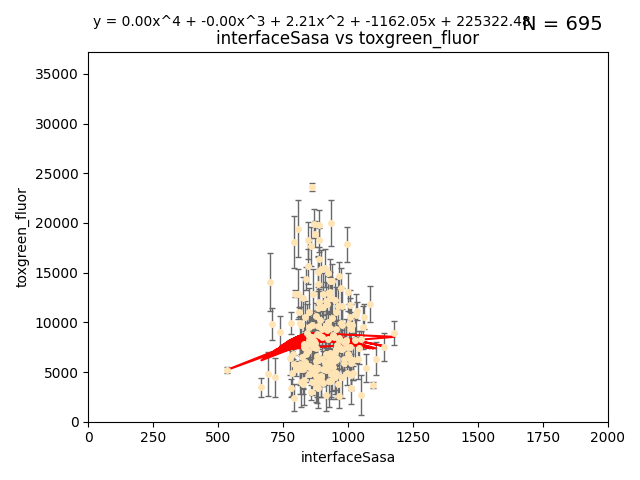 y = 0.00x^4 + -0.00x^3 + 2.21x^2 + -1162.05x + 225322.48
N = 695
interfaceSasa vs toxgreen_fluor
toxgreen_fluor
35000
30000
25000
20000
15000
10000
5000
0
0 250 500 750 1000 1250 1500 1750 2000
interfaceSasa